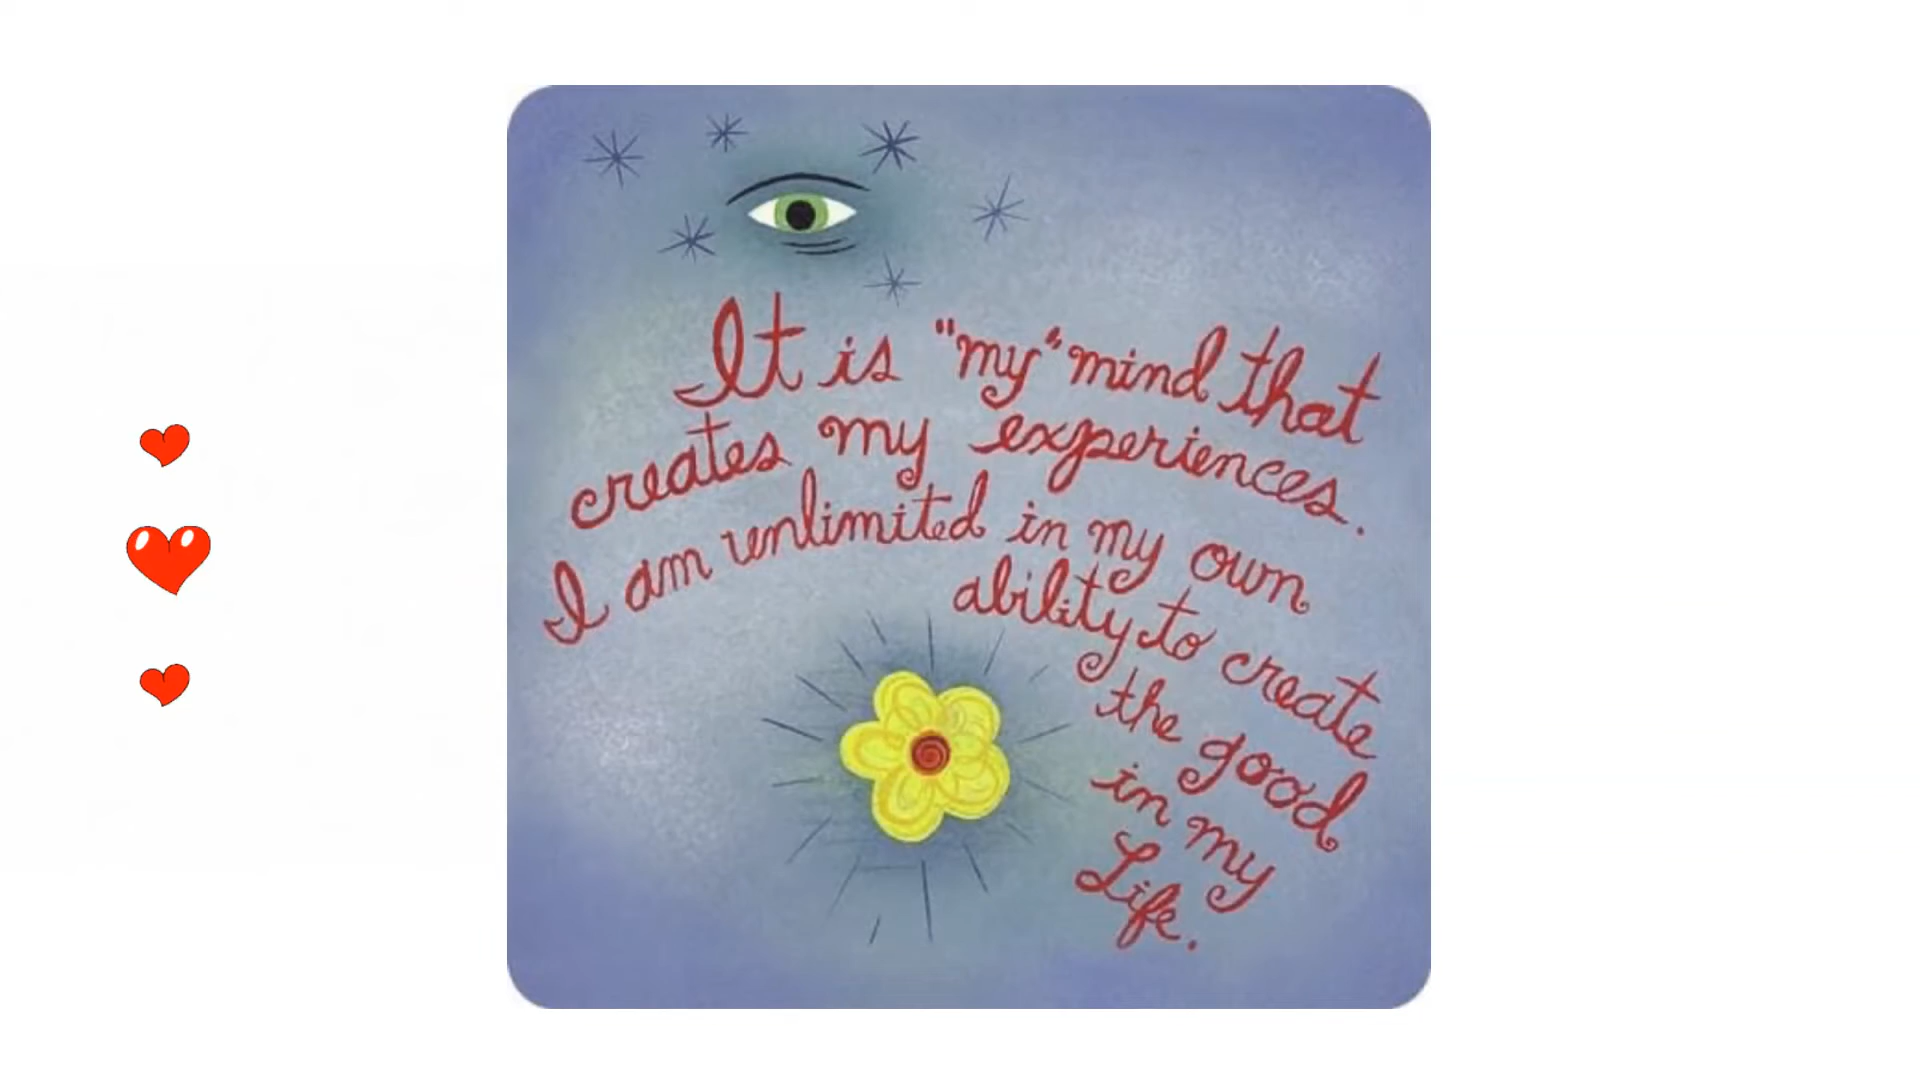 It is "my" mind that
creates my experiences.
I am unlimited in my own
ability to create
the good
in my
Life.